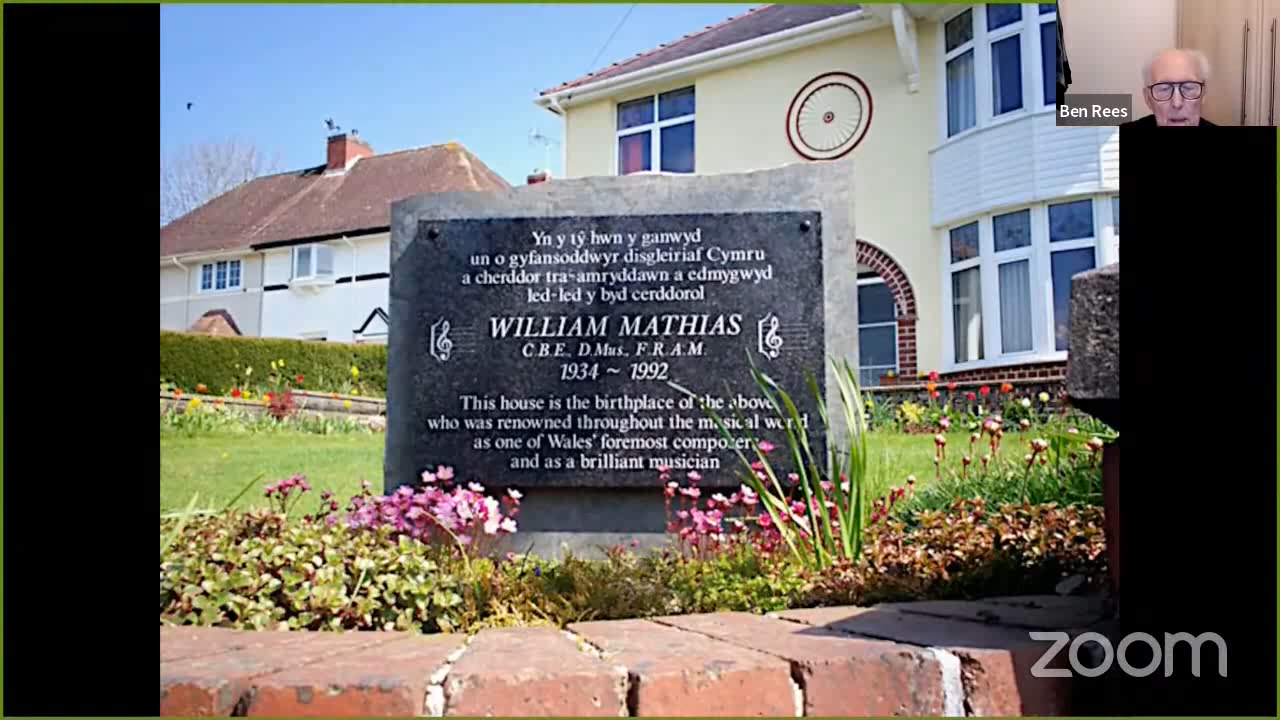 Ben Rees
Yn y tŷ hwn y ganwyd
un o gyfansoddwyr disgleiriaf Cymru
a cherddor tra-amryddawn a edmygwyd
led-led y byd cerddorol
WILLIAM MATHIAS
C.B.E., D.Mus., F.R.A.M.
1934 ~ 1992
This house is the birthplace of the above
who was renowned throughout the musical world
as one of Wales' foremost composers
and as a brilliant musician
zoom